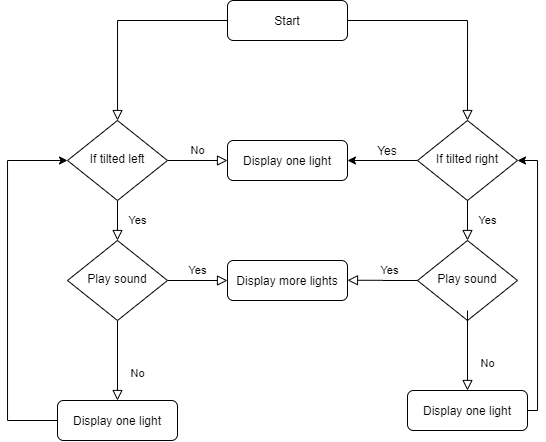 Start
If tilted left
No
Display one light
Yes
If tilted right
Yes
Yes
Play sound
Yes
Display more lights
Yes
Play sound
No
No
Display one light
Display one light